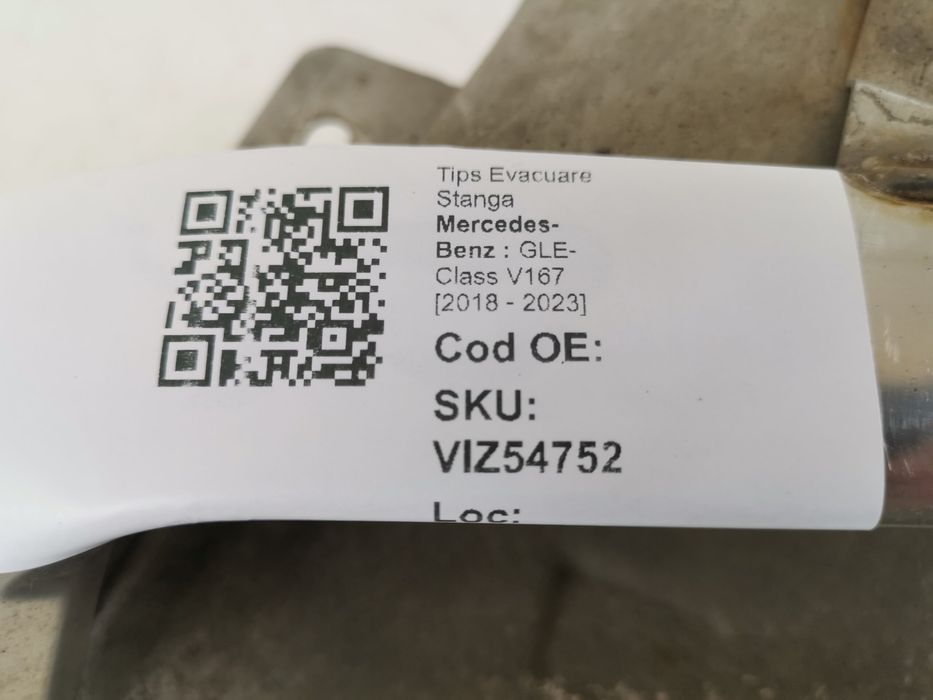 Tips Evacuare
Stanga
Mercedes-
Benz : GLE-
Class V167
[2018 - 2023]
Cod OE:
SKU:
VIZ54752
Loc: